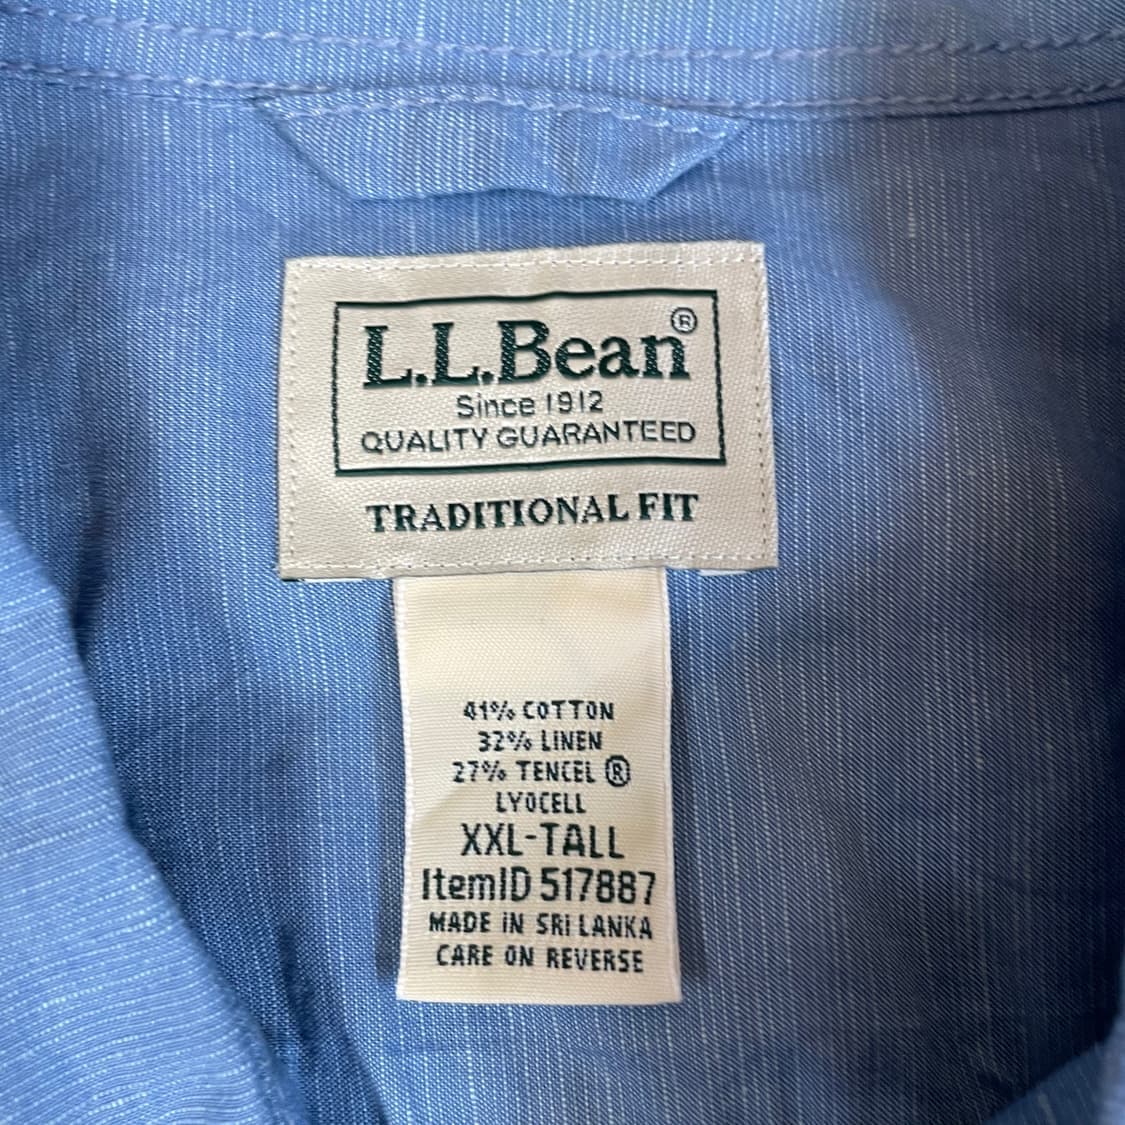 L.L.Bean®
Since 1912
QUALITY GUARANTEED
TRADITIONAL FIT
41% COTTON
32% LINEN
27% TENCEL ®
LYOCELL
XXL-TALL
ItemID 517887
MADE IN SRI LANKA
CARE ON REVERSE